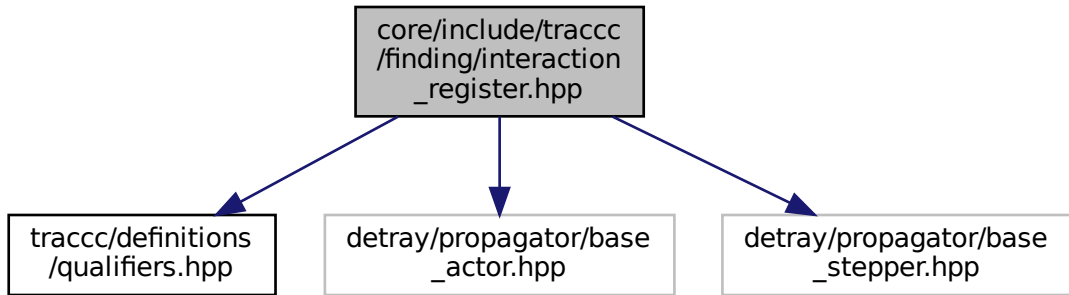 core/include/traccc
/finding/interaction
_register.hpp
traccc/definitions
/qualifiers.hpp
detray/propagator/base
_actor.hpp
detray/propagator/base
_stepper.hpp